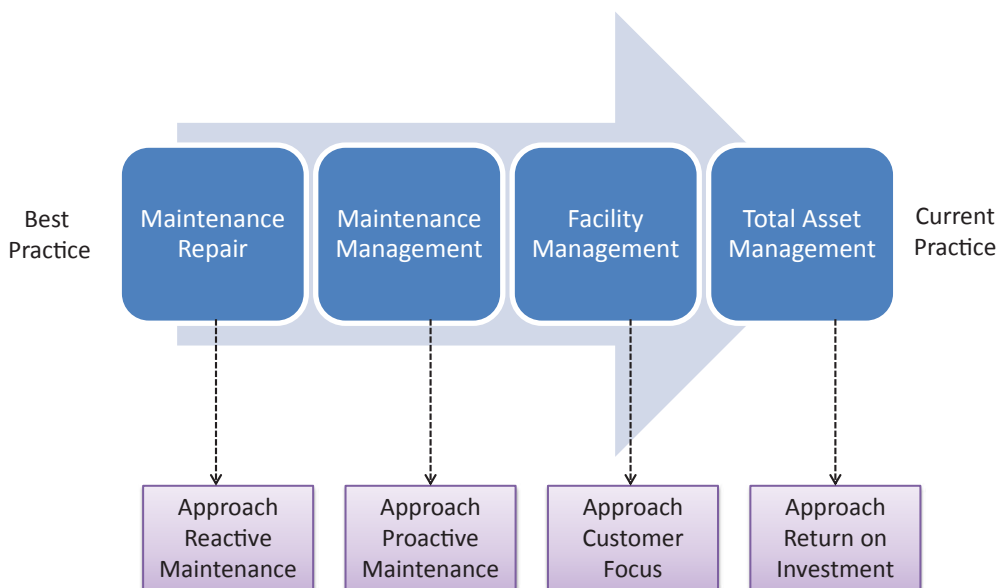 Best
Practice
Maintenance
Repair
Maintenance
Management
Facility
Management
Total Asset
Management
Current
Practice
Approach
Reactive
Maintenance
Approach
Proactive
Maintenance
Approach
Customer
Focus
Approach
Return on
Investment